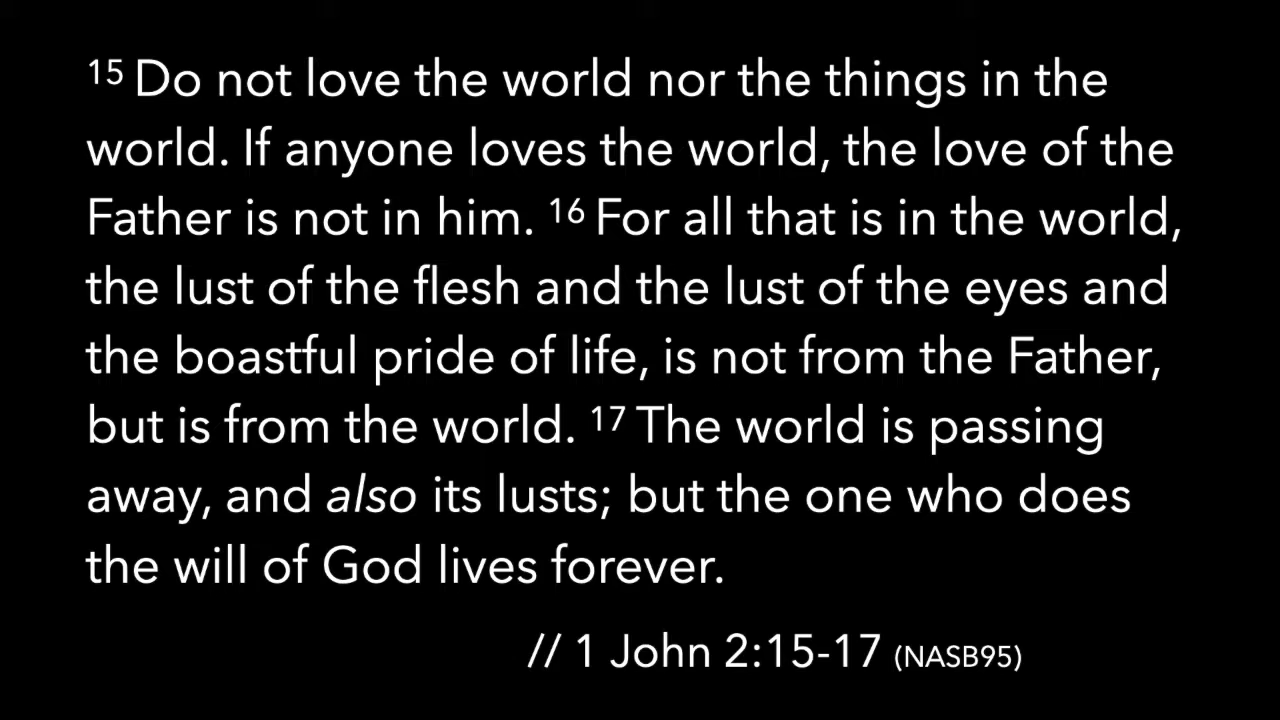 15 Do not love the world nor the things in the
world. If anyone loves the world, the love of the
Father is not in him. 16 For all that is in the world,
the lust of the flesh and the lust of the eyes and
the boastful pride of life, is not from the Father,
but is from the world. 17 The world is passing
away, and also its lusts; but the one who does
the will of God lives forever.
// 1 John 2:15-17 (NASB95)